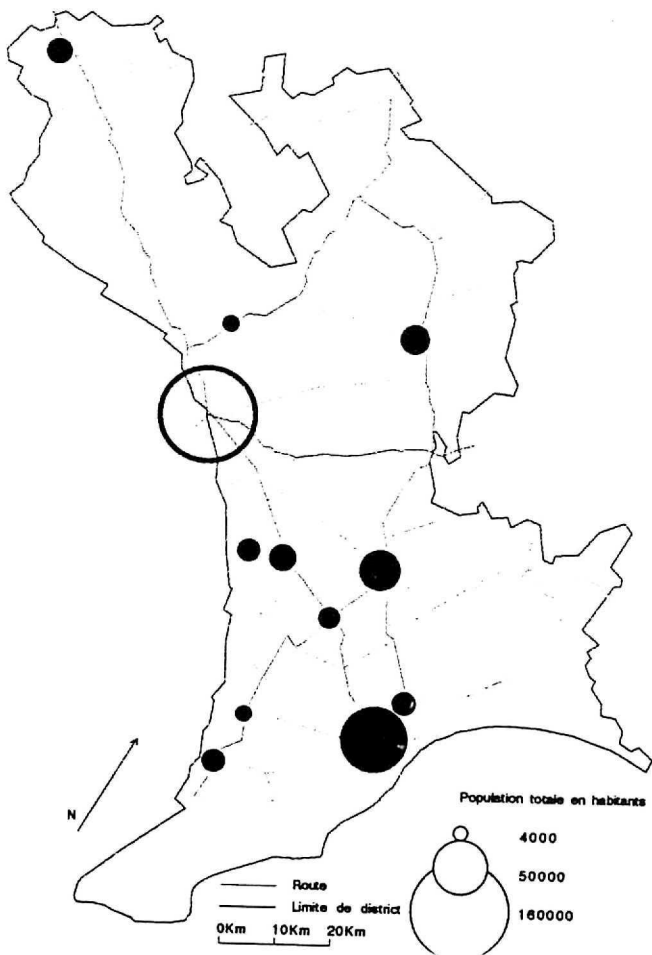 N
Population totale en habitants
4000
50000
160000
Route
Limite de district
0Km 10Km 20Km